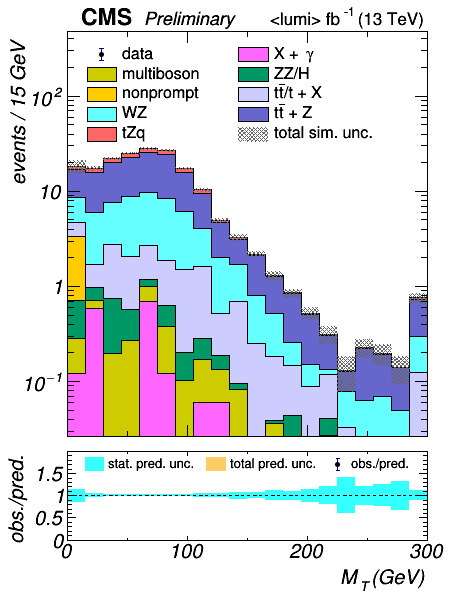 CMS Preliminary <lumi> fb⁻¹ (13 TeV)
events / 15 GeV
data
multiboson
nonprompt
WZ
tZq
X + γ
ZZ/H
tt̄/t + X
tt̄ + Z
total sim. unc.
10²
10
1
10⁻¹
stat. pred. unc. total pred. unc. obs./pred.
obs./pred.
1.5
1
0.5
0
0 100 200 300
M_T (GeV)